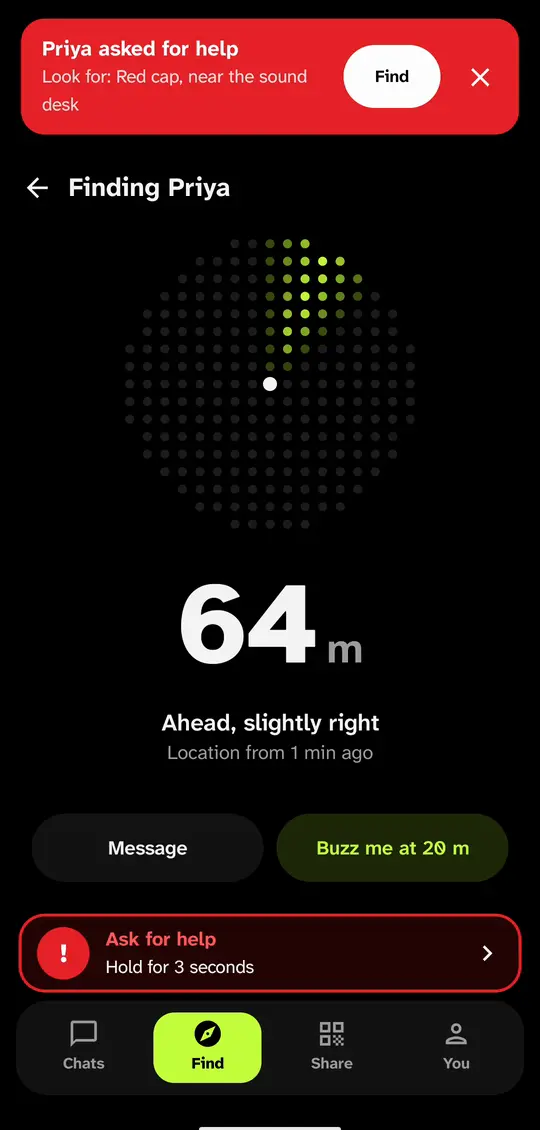 Priya asked for help
Look for: Red cap, near the sound
desk
Find
Finding Priya
64 m
Ahead, slightly right
Location from 1 min ago
Message
Buzz me at 20 m
!
Ask for help
Hold for 3 seconds
Chats
Find
Share
You